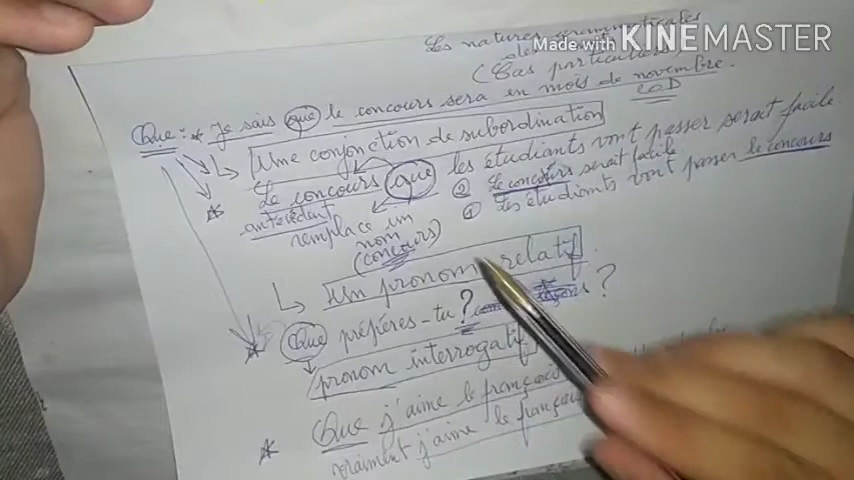 Made with KINEMASTER
Les natures grammaticales
des
(Cas particuliers)
Que: * Je sais que le concours sera en mois de novembre.
C.O.D
Une conjonction de subordination
* Le concours que les étudiants vont passer serait facile.
antécédent
② Le concours serait facile
remplace un
nom
(concours)
① Les étudiants vont passer le concours
Un pronom relatif.
* Que prépères-tu ? ?
pronom interrogatif
* Que j'aime le français
vraiment j'aime le français